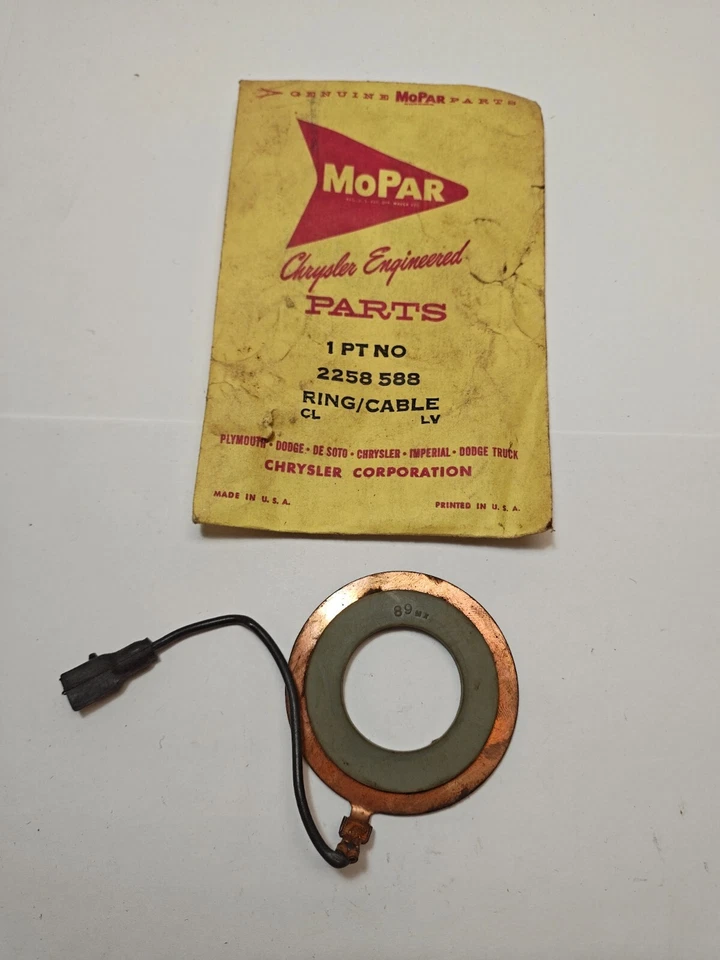 GENUINE MOPAR PARTS
MOPAR
Chrysler Engineered
PARTS
1 PT NO
2258 588
RING/CABLE
CL LV
PLYMOUTH • DODGE • DE SOTO • CHRYSLER • IMPERIAL • DODGE TRUCK
CHRYSLER CORPORATION
MADE IN U. S. A. PRINTED IN U. S. A.
89